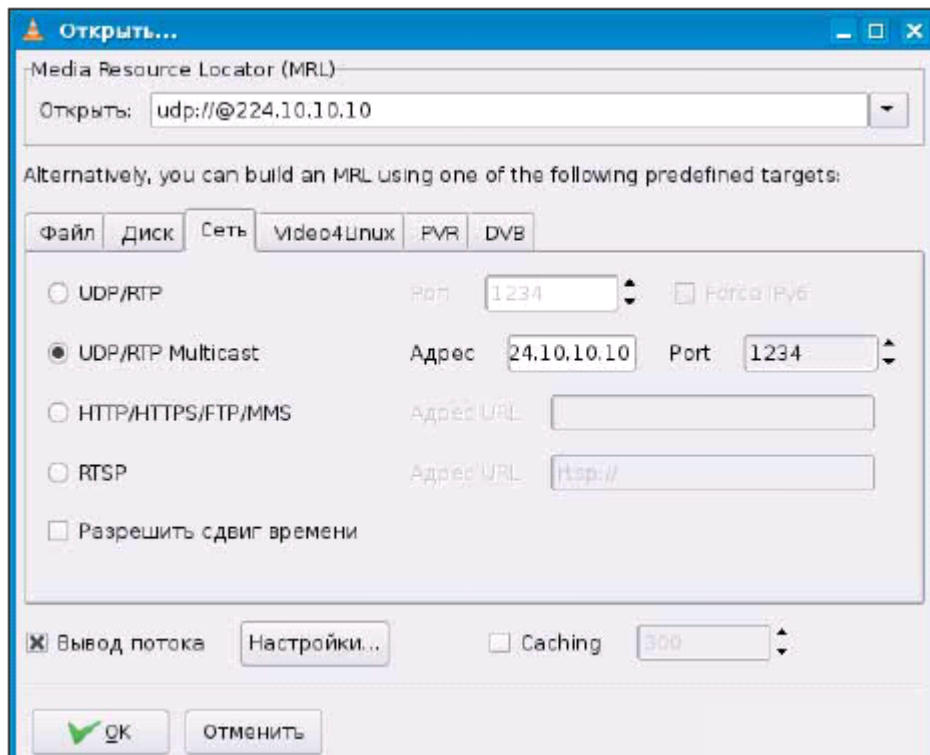 Открыть...
Media Resource Locator (MRL)
Открыть: udp://@224.10.10.10
Alternatively, you can build an MRL using one of the following predefined targets:
Файл Диск Сеть Video4Linux PVR DVB
UDP/RTP Port 1234 Force IPv6
UDP/RTP Multicast Адрес 24.10.10.10 Port 1234
HTTP/HTTPS/FTP/MMS Адрес URL
RTSP Адрес URL rtsp://
Разрешить сдвиг времени
Вывод потока Настройки... Caching 300
OK Отменить